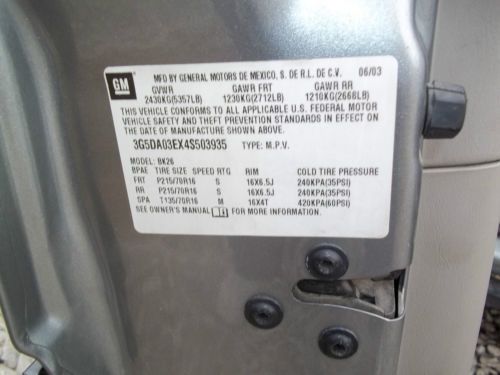 GM
MFD BY GENERAL MOTORS DE MEXICO, S. DE R.L. DE C.V. 06/03
GVWR GAWR FRT GAWR RR
2430KG(5357LB) 1230KG(2712LB) 1210KG(2668LB)
THIS VEHICLE CONFORMS TO ALL APPLICABLE U.S. FEDERAL MOTOR
VEHICLE SAFETY AND THEFT PREVENTION STANDARDS IN EFFECT ON
THE DATE OF MANUFACTURE SHOWN ABOVE.
3G5DA03EX4S503935 TYPE: M.P.V.
MODEL: BK26
BPAE TIRE SIZE SPEED RTG RIM COLD TIRE PRESSURE
FRT P215/70R16 S 16X6.5J 240KPA(35PSI)
RR P215/70R16 S 16X6.5J 240KPA(35PSI)
SPA T135/70R16 M 16X4T 420KPA(60PSI)
SEE OWNER'S MANUAL FOR MORE INFORMATION.